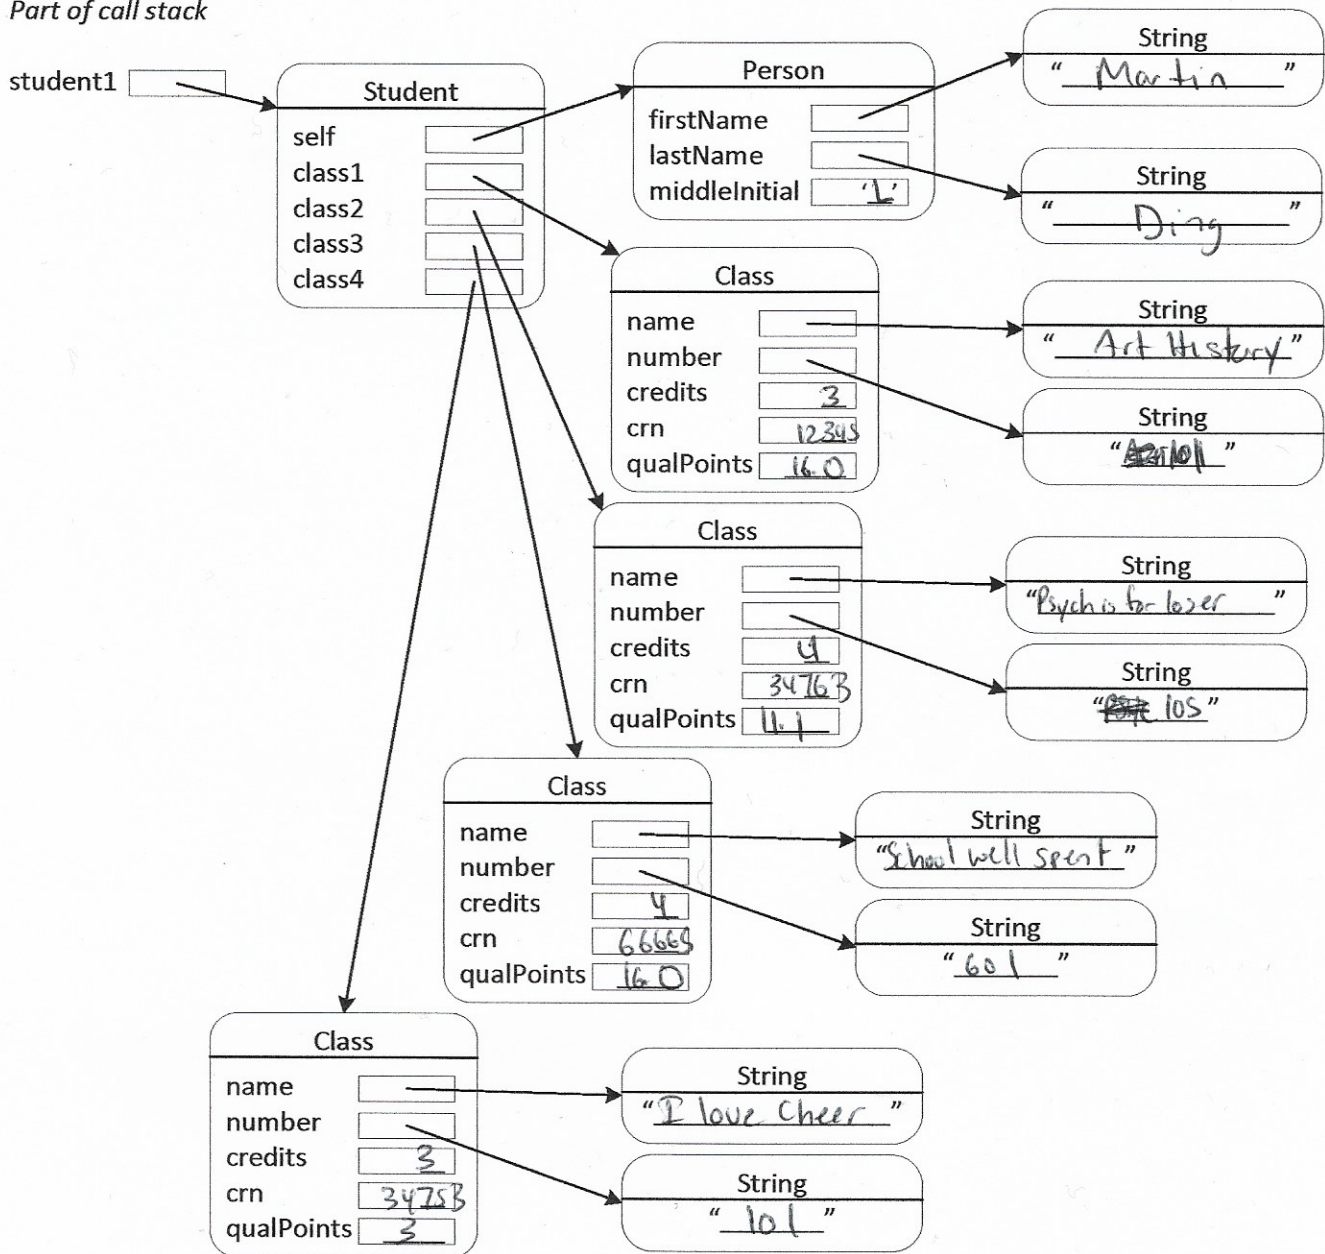 Part of call stack
student1
Student
self
class1
class2
class3
class4
Person
firstName
lastName
middleInitial 'L'
String
" Martin "
String
" Ding "
Class
name
number
credits 3
crn 12345
qualPoints 16.0
String
" Art History "
String
" 101 "
Class
name
number
credits 4
crn 3476B
qualPoints
String
"Psych is for loser "
String
" 105 "
Class
name
number
credits 4
crn 66665
qualPoints 16.0
String
"School well spent "
String
" 601 "
Class
name
number
credits 3
crn 3475B
qualPoints 3
String
"I love Cheer "
String
" 101 "